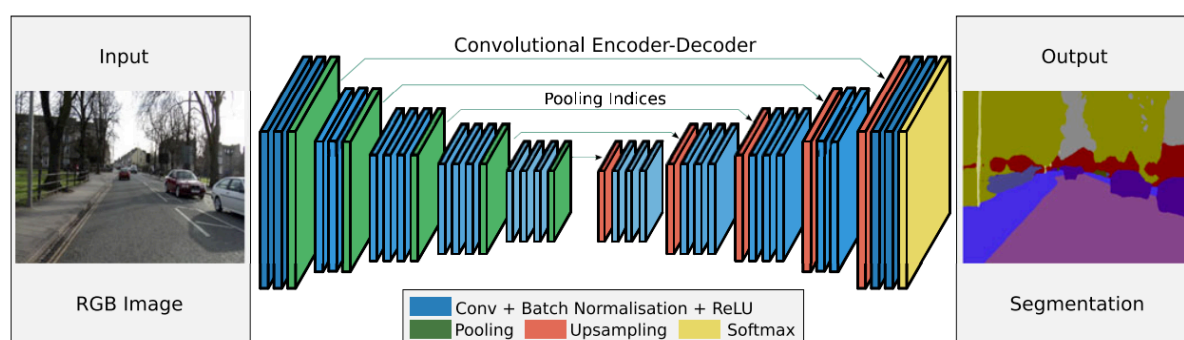 Input
RGB Image
Convolutional Encoder-Decoder
Pooling Indices
Conv + Batch Normalisation + ReLU
Pooling Upsampling Softmax
Output
Segmentation